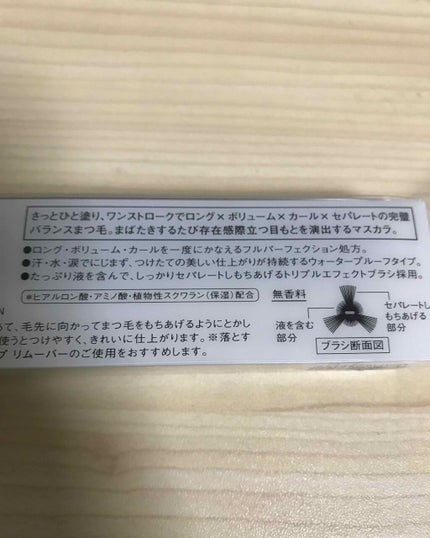 さっとひと塗り、ワンストロークでロング×ボリューム×カール×セパレートの完璧
バランスまつ毛。まばたきするたび存在感際立つ目もとを演出するマスカラ。
●ロング・ボリューム・カールを一度にかなえるフルパーフェクション処方。
●汗・水・涙でにじまず、つけたての美しい仕上がりが持続するウォータープルーフタイプ。
●たっぷり液を含んで、しっかりセパレートしもちあげるトリプルエフェクトブラシ採用。
※ヒアルロン酸・アミノ酸・植物性スクワラン(保湿)配合
無香料
N
て、毛先に向かってまつ毛をもちあげるようにとかし
使うとつけやすく、きれいに仕上がります。※落とす
プ リムーバーのご使用をおすすめします。
液を含む
部分
セパレートし
もちあげる
部分
ブラシ断面図